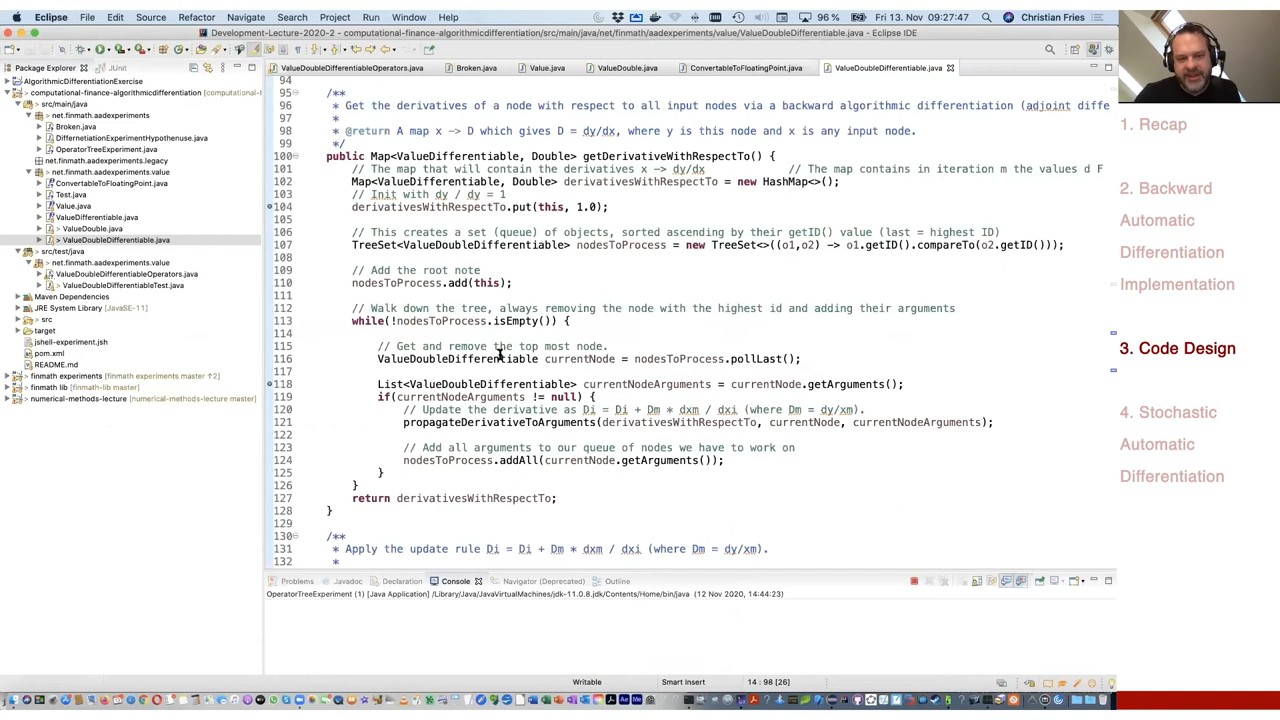 Eclipse File Edit Source Refactor Navigate Search Project Run Window Help 96 % Fri 13. Nov 09:27:47 Christian Fries
Development-Lecture-2020-2 - computational-finance-algorithmicdifferentiation/src/main/java/net/finmath/aadexperiments/value/ValueDoubleDifferentiable.java - Eclipse IDE
Package Explorer JUnit
ValueDoubleDifferentiableOperators.java Broken.java Value.java ValueDouble.java ConvertableToFloatingPoint.java ValueDoubleDifferentiable.java
AlgorithmicDifferentiationExercise
computational-finance-algorithmicdifferentiation [computational-f
src/main/java
net.finmath.aadexperiments
Broken.java
DiffernetiationExperimentHypothenuse.java
OperatorTreeExperiment.java
net.finmath.aadexperiments.legacy
net.finmath.aadexperiments.value
ConvertableToFloatingPoint.java
Test.java
Value.java
ValueDifferentiable.java
> ValueDouble.java
> ValueDoubleDifferentiable.java
src/test/java
net.finmath.aadexperiments.value
ValueDoubleDifferentiableOperators.java
> ValueDoubleDifferentiableTest.java
Maven Dependencies
JRE System Library [JavaSE-11]
src
target
jshell-experiment.jsh
pom.xml
README.md
finmath experiments [finmath experiments master ↑2]
finmath lib [finmath-lib master]
numerical-methods-lecture [numerical-methods-lecture master]
94
95 /**
96 * Get the derivatives of a node with respect to all input nodes via a backward algorithmic differentiation (adjoint diffe
97 *
98 * @return A map x -> D which gives D = dy/dx, where y is this node and x is any input node.
99 */
100 public Map<ValueDifferentiable, Double> getDerivativeWithRespectTo() {
101 // The map that will contain the derivatives x -> dy/dx // The map contains in iteration m the values d F
102 Map<ValueDifferentiable, Double> derivativesWithRespectTo = new HashMap<>();
103 // Init with dy / dy = 1
104 derivativesWithRespectTo.put(this, 1.0);
105
106 // This creates a set (queue) of objects, sorted ascending by their getID() value (last = highest ID)
107 TreeSet<ValueDoubleDifferentiable> nodesToProcess = new TreeSet<>((o1,o2) -> o1.getID().compareTo(o2.getID()));
108
109 // Add the root note
110 nodesToProcess.add(this);
111
112 // Walk down the tree, always removing the node with the highest id and adding their arguments
113 while(!nodesToProcess.isEmpty()) {
114
115 // Get and remove the top most node.
116 ValueDoubleDifferentiable currentNode = nodesToProcess.pollLast();
117
118 List<ValueDoubleDifferentiable> currentNodeArguments = currentNode.getArguments();
119 if(currentNodeArguments != null) {
120 // Update the derivative as Di = Di + Dm * dxm / dxi (where Dm = dy/xm).
121 propagateDerivativeToArguments(derivativesWithRespectTo, currentNode, currentNodeArguments);
122
123 // Add all arguments to our queue of nodes we have to work on
124 nodesToProcess.addAll(currentNode.getArguments());
125 }
126 }
127 return derivativesWithRespectTo;
128 }
129
130 /**
131 * Apply the update rule Di = Di + Dm * dxm / dxi (where Dm = dy/xm).
132 *
Problems Javadoc Declaration Console Navigator (Deprecated) Outline
OperatorTreeExperiment (1) [Java Application] /Library/Java/JavaVirtualMachines/jdk-11.0.8.jdk/Contents/Home/bin/java (12 Nov 2020, 14:44:23)
Writable Smart Insert 14 : 98 [26]
1. Recap
2. Backward
Automatic
Differentiation
Implementation
3. Code Design
4. Stochastic
Automatic
Differentiation